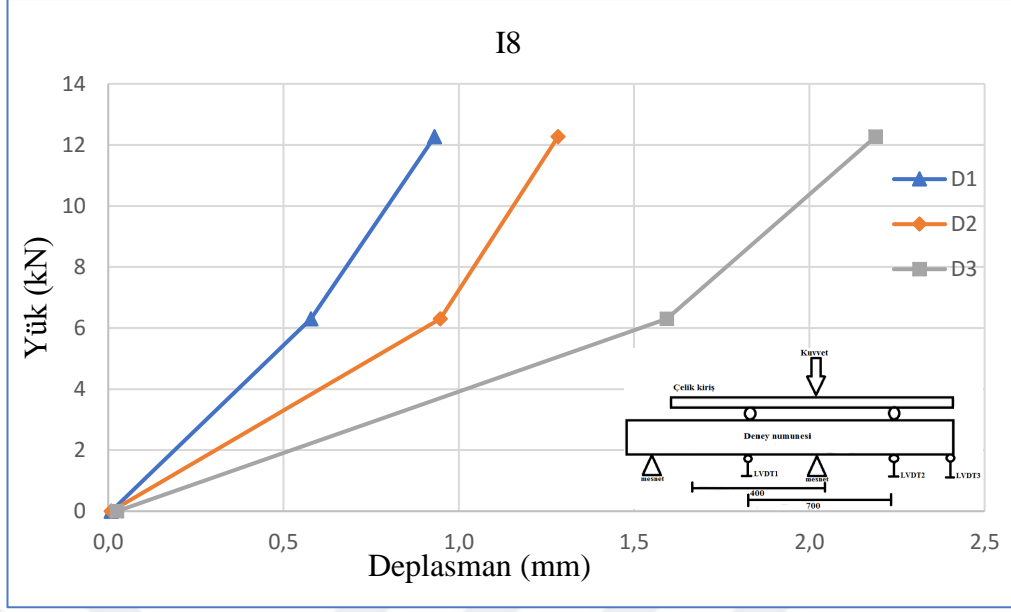 I8
14
12
10
8
6
4
2
0
Yük (kN)
0,0 0,5 1,0 1,5 2,0 2,5
Deplasman (mm)
D1
D2
D3
Kuvvet
Çelik kiriş
Deney numunesi
mesnet LVDT1 mesnet LVDT2 LVDT3
400
700